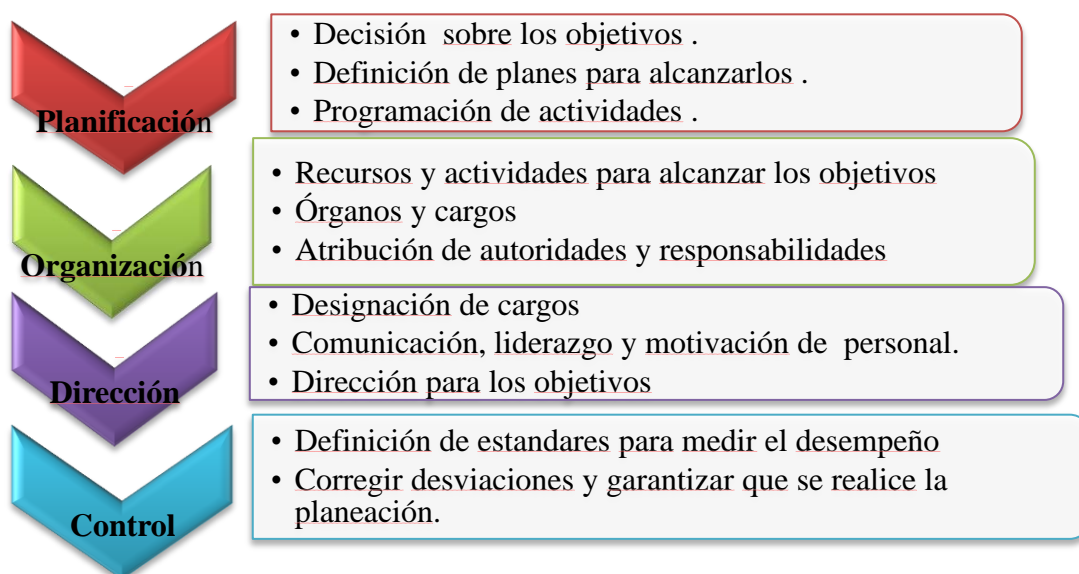 Planificación
• Decisión sobre los objetivos .
• Definición de planes para alcanzarlos .
• Programación de actividades .
Organización
• Recursos y actividades para alcanzar los objetivos
• Órganos y cargos
• Atribución de autoridades y responsabilidades
Dirección
• Designación de cargos
• Comunicación, liderazgo y motivación de personal.
• Dirección para los objetivos
Control
• Definición de estandares para medir el desempeño
• Corregir desviaciones y garantizar que se realice la
planeación.